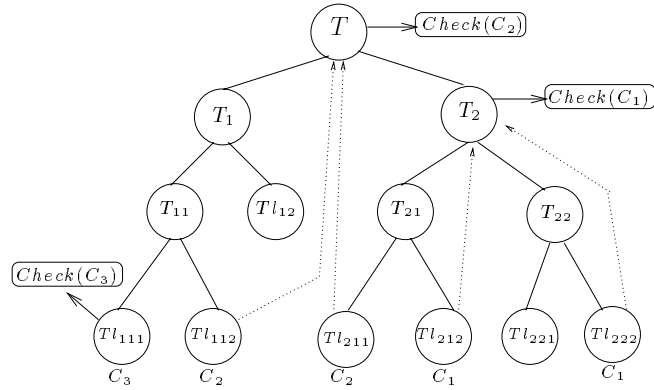 T
Check(C₂)
T₁
T₂
Check(C₁)
T₁₁
Tl₁₂
T₂₁
T₂₂
Check(C₃)
Tl₁₁₁
Tl₁₁₂
Tl₂₁₁
Tl₂₁₂
Tl₂₂₁
Tl₂₂₂
C₃
C₂
C₂
C₁
C₁